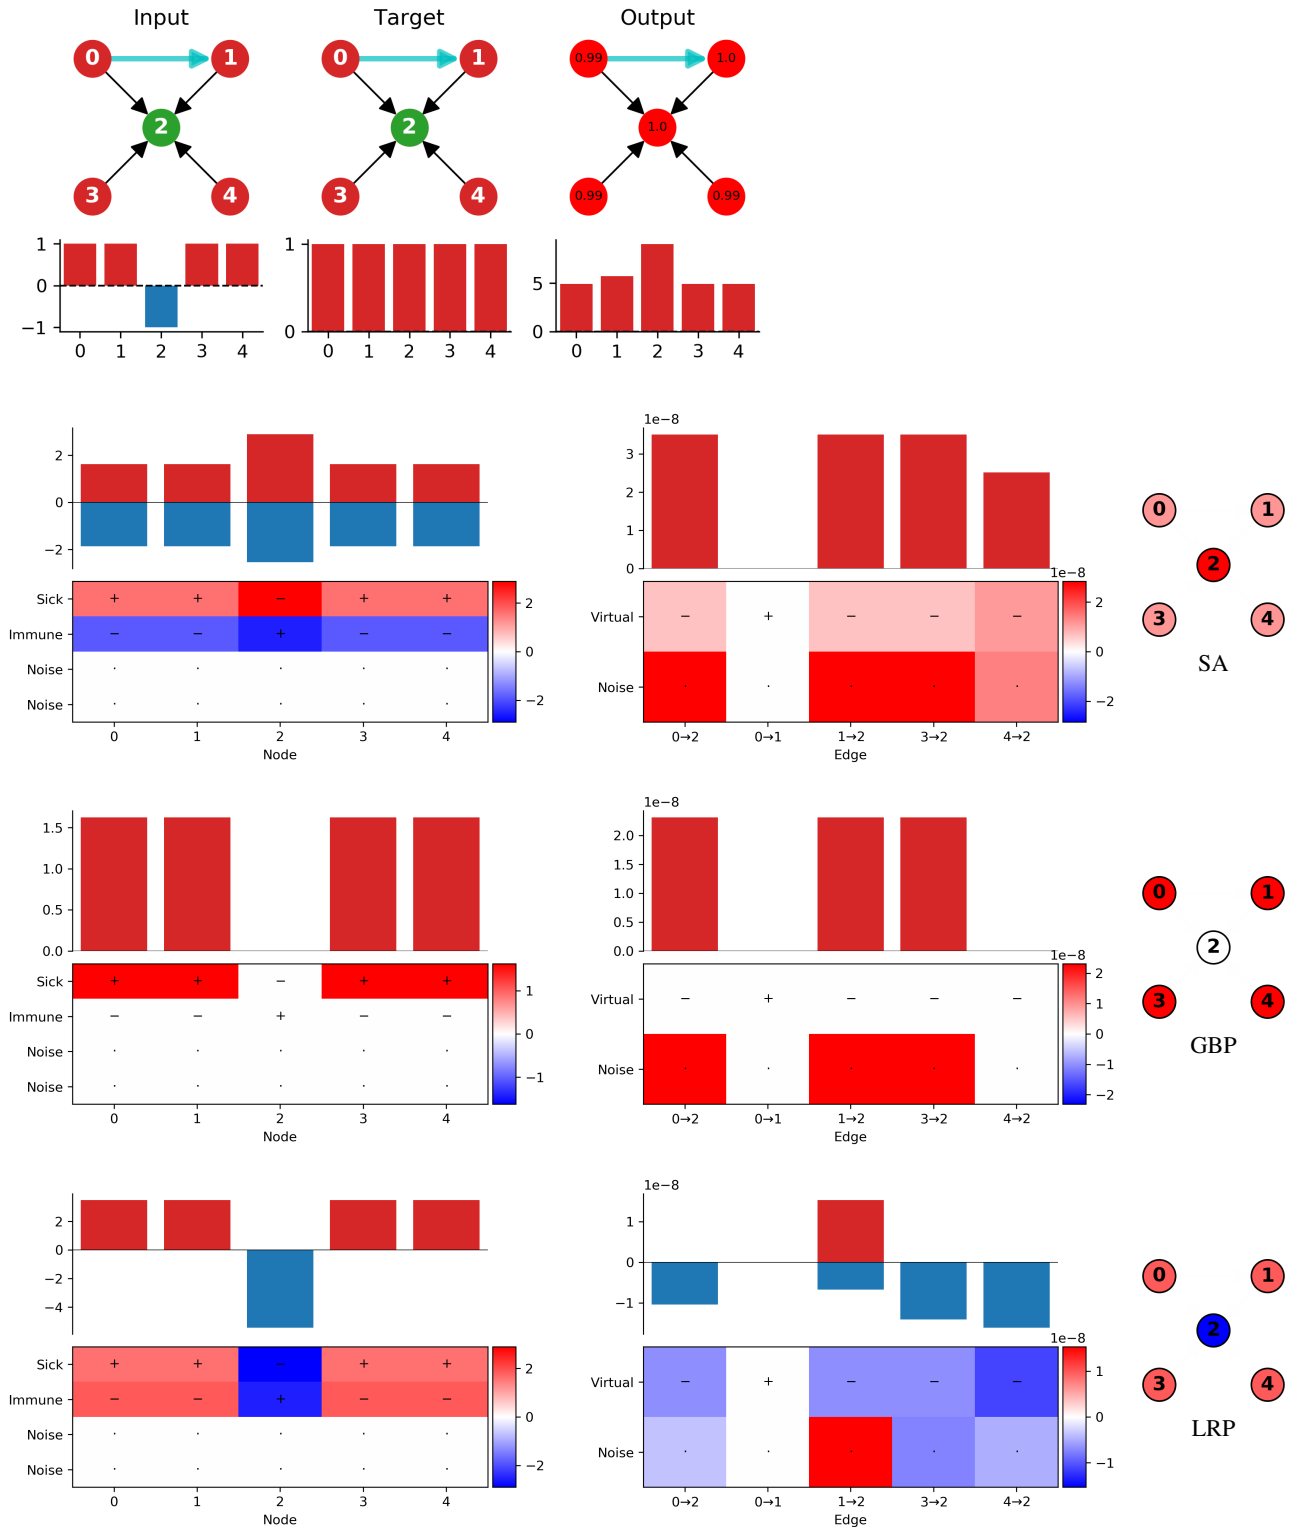 Input Target Output
0 1 0 1 0.99 1.0
2 2 1.0
3 4 3 4 0.99 0.99
1 1
0 5
−1 0 0
0 1 2 3 4 0 1 2 3 4 0 1 2 3 4
1e−8
2
0
−2
3
2
1
0
1e−8
Sick + + − + +
Immune − − + − −
Noise · · · · ·
Noise · · · · ·
2
0
−2
0 1 2 3 4
Node
Virtual − + − − −
Noise · · · · ·
2
0
−2
0→2 0→1 1→2 3→2 4→2
Edge
0 1
2
3 4
SA
1.5
1.0
0.5
0.0
1e−8
2.0
1.5
1.0
0.5
0.0
1e−8
Sick + + − + +
Immune − − + − −
Noise · · · · ·
Noise · · · · ·
1
0
−1
0 1 2 3 4
Node
Virtual − + − − −
Noise · · · · ·
2
1
0
−1
−2
0→2 0→1 1→2 3→2 4→2
Edge
0 1
2
3 4
GBP
2
0
−2
−4
1e−8
1
0
−1
1e−8
Sick + + − + +
Immune − − + − −
Noise · · · · ·
Noise · · · · ·
2
0
−2
0 1 2 3 4
Node
Virtual − + − − −
Noise · · · · ·
1
0
−1
0→2 0→1 1→2 3→2 4→2
Edge
0 1
2
3 4
LRP